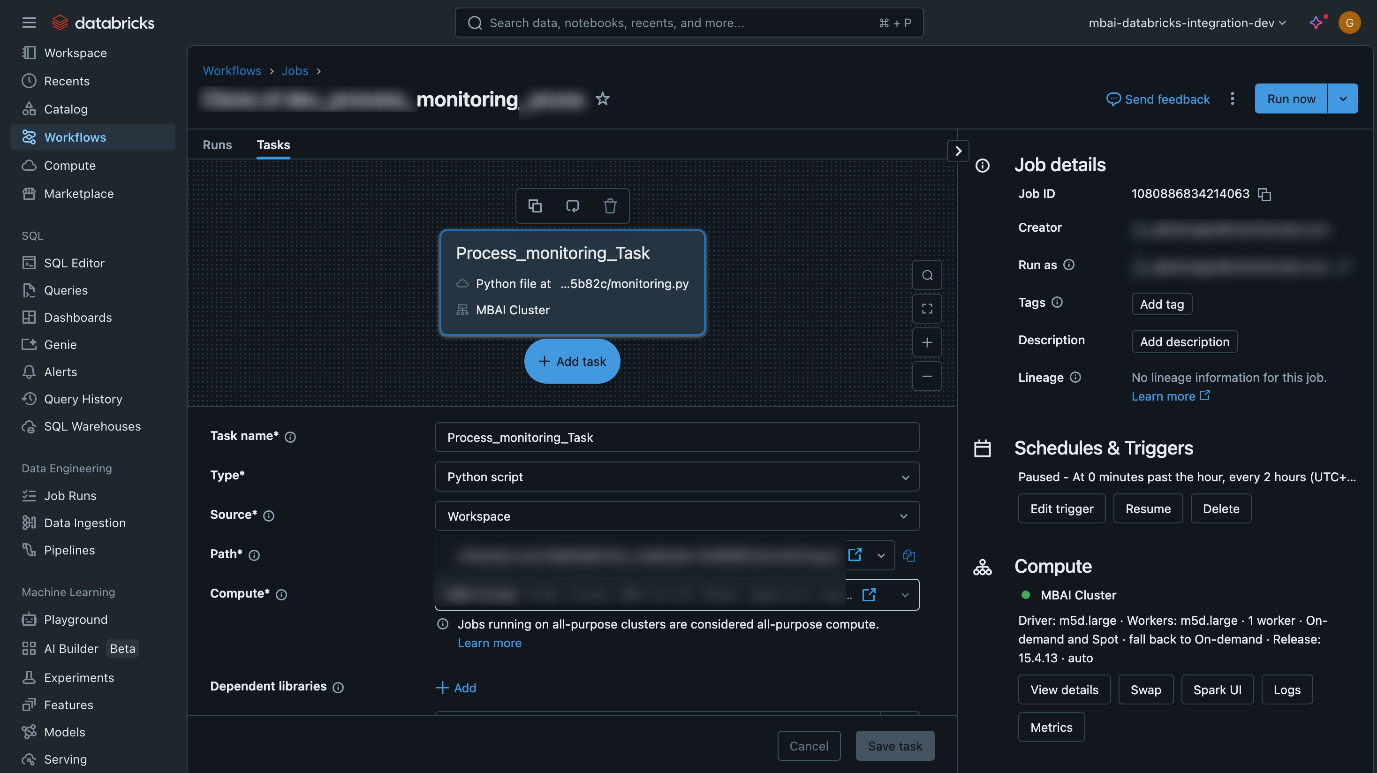 databricks
Search data, notebooks, recents, and more...
⌘ + P
mbai-databricks-integration-dev
G
Workspace
Recents
Catalog
Workflows
Compute
Marketplace
SQL
SQL Editor
Queries
Dashboards
Genie
Alerts
Query History
SQL Warehouses
Data Engineering
Job Runs
Data Ingestion
Pipelines
Machine Learning
Playground
AI Builder Beta
Experiments
Features
Models
Serving
Workflows › Jobs ›
monitoring_
Send feedback
Run now
Runs
Tasks
Process_monitoring_Task
Python file at ...5b82c/monitoring.py
MBAI Cluster
+ Add task
Task name* Process_monitoring_Task
Type* Python script
Source* Workspace
Path*
Compute* ..
Jobs running on all-purpose clusters are considered all-purpose compute.
Learn more
Dependent libraries + Add
Cancel
Save task
Job details
Job ID 1080886834214063
Creator
Run as
Tags Add tag
Description Add description
Lineage No lineage information for this job.
Learn more
Schedules & Triggers
Paused - At 0 minutes past the hour, every 2 hours (UTC+...
Edit trigger Resume Delete
Compute
MBAI Cluster
Driver: m5d.large · Workers: m5d.large · 1 worker · On-
demand and Spot · fall back to On-demand · Release:
15.4.13 · auto
View details Swap Spark UI Logs
Metrics